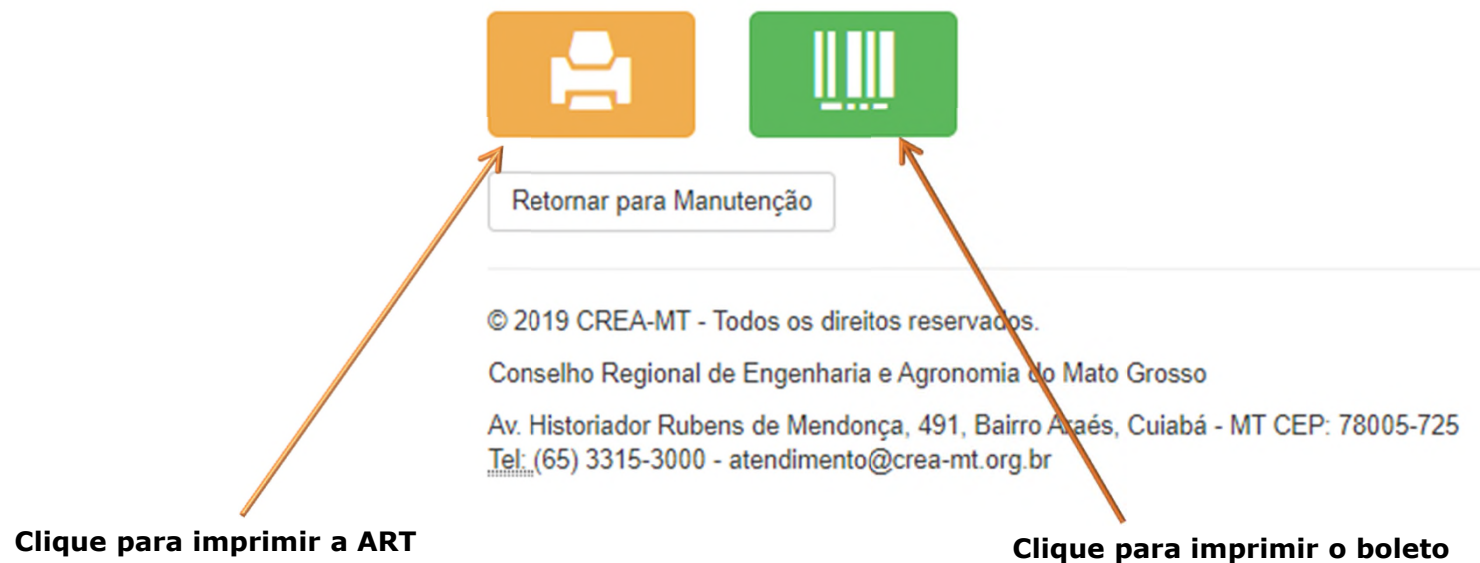 Retornar para Manutenção
© 2019 CREA-MT - Todos os direitos reservados.
Conselho Regional de Engenharia e Agronomia do Mato Grosso
Av. Historiador Rubens de Mendonça, 491, Bairro Araés, Cuiabá - MT CEP: 78005-725
Tel: (65) 3315-3000 - atendimento@crea-mt.org.br
Clique para imprimir a ART
Clique para imprimir o boleto